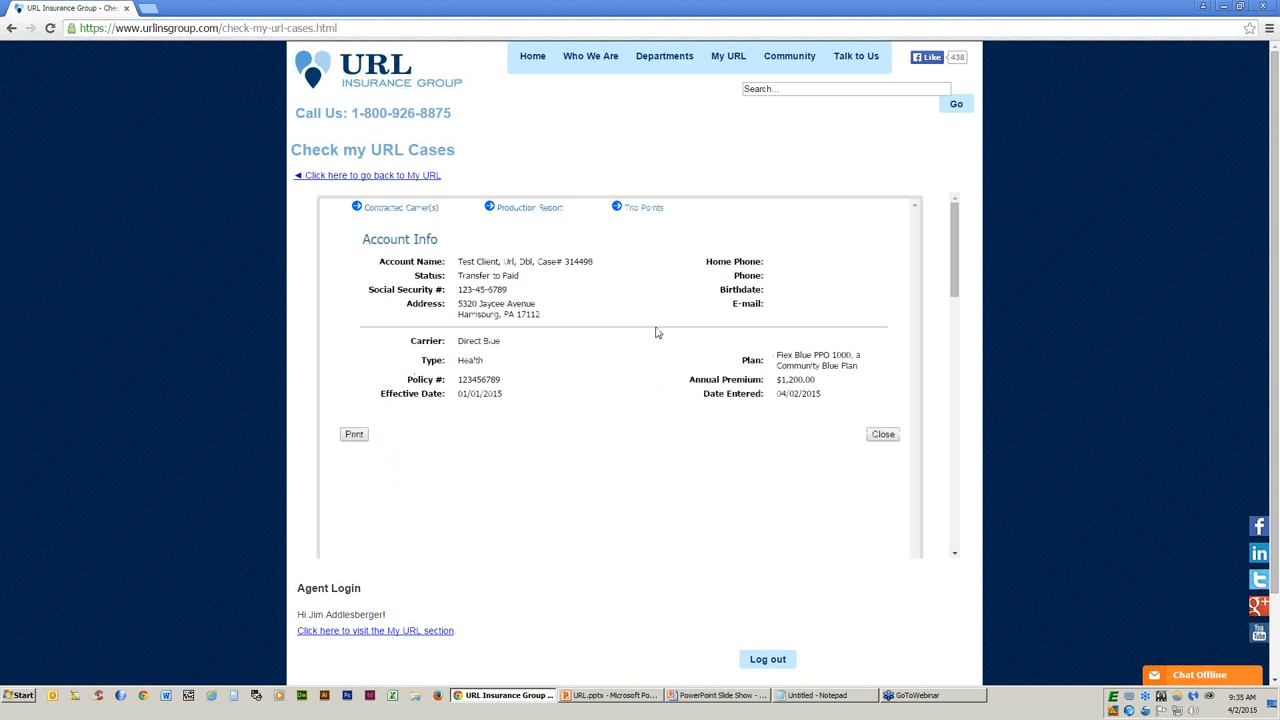 URL Insurance Group - Che
https://www.urlinsgroup.com/check-my-url-cases.html
URL
INSURANCE GROUP
Home Who We Are Departments My URL Community Talk to Us
Like 438
Search...
Go
Call Us: 1-800-926-8875
Check my URL Cases
◄ Click here to go back to My URL
Contracted Carrier(s) Production Report Trip Points
Account Info
Account Name: Test Client, Url, Dbl, Case# 314498 Home Phone:
Status: Transfer to Paid Phone:
Social Security #: 123-45-6789 Birthdate:
Address: 5320 Jaycee Avenue E-mail:
Harrisburg, PA 17112
Carrier: Direct Blue
Type: Health Plan: Flex Blue PPO 1000, a
Community Blue Plan
Policy #: 123456789 Annual Premium: $1,200.00
Effective Date: 01/01/2015 Date Entered: 04/02/2015
Print Close
Agent Login
Hi Jim Addlesberger!
Click here to visit the My URL section.
Log out
f
in
t
g+
You
Tube
Chat Offline
Start URL Insurance Group ... URL.pptx - Microsoft Po... PowerPoint Slide Show - ... Untitled - Notepad GoToWebinar
9:35 AM
4/2/2015